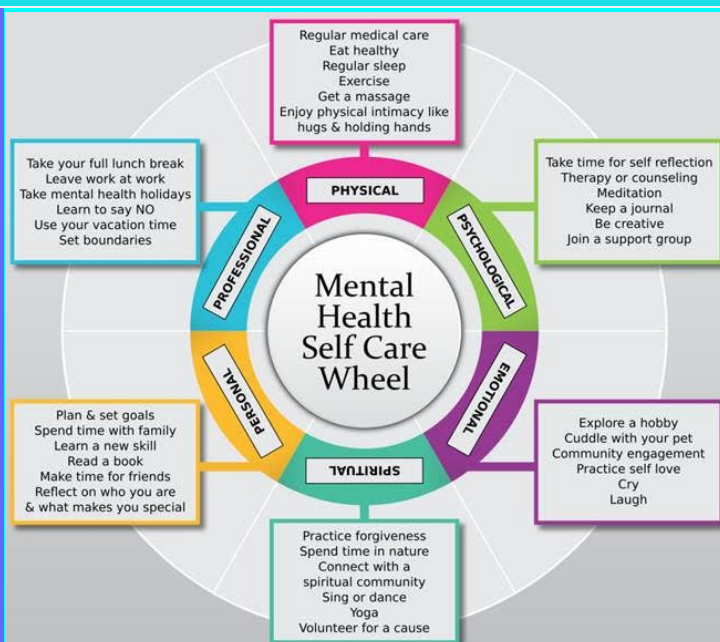 Regular medical care
Eat healthy
Regular sleep
Exercise
Get a massage
Enjoy physical intimacy like
hugs & holding hands
PHYSICAL
Take time for self reflection
Therapy or counseling
Meditation
Keep a journal
Be creative
Join a support group
PSYCHOLOGICAL
Explore a hobby
Cuddle with your pet
Community engagement
Practice self love
Cry
Laugh
EMOTIONAL
Practice forgiveness
Spend time in nature
Connect with a
spiritual community
Sing or dance
Yoga
Volunteer for a cause
SPIRITUAL
Plan & set goals
Spend time with family
Learn a new skill
Read a book
Make time for friends
Reflect on who you are
& what makes you special
PERSONAL
Take your full lunch break
Leave work at work
Take mental health holidays
Learn to say NO
Use your vacation time
Set boundaries
PROFESSIONAL
Mental
Health
Self Care
Wheel